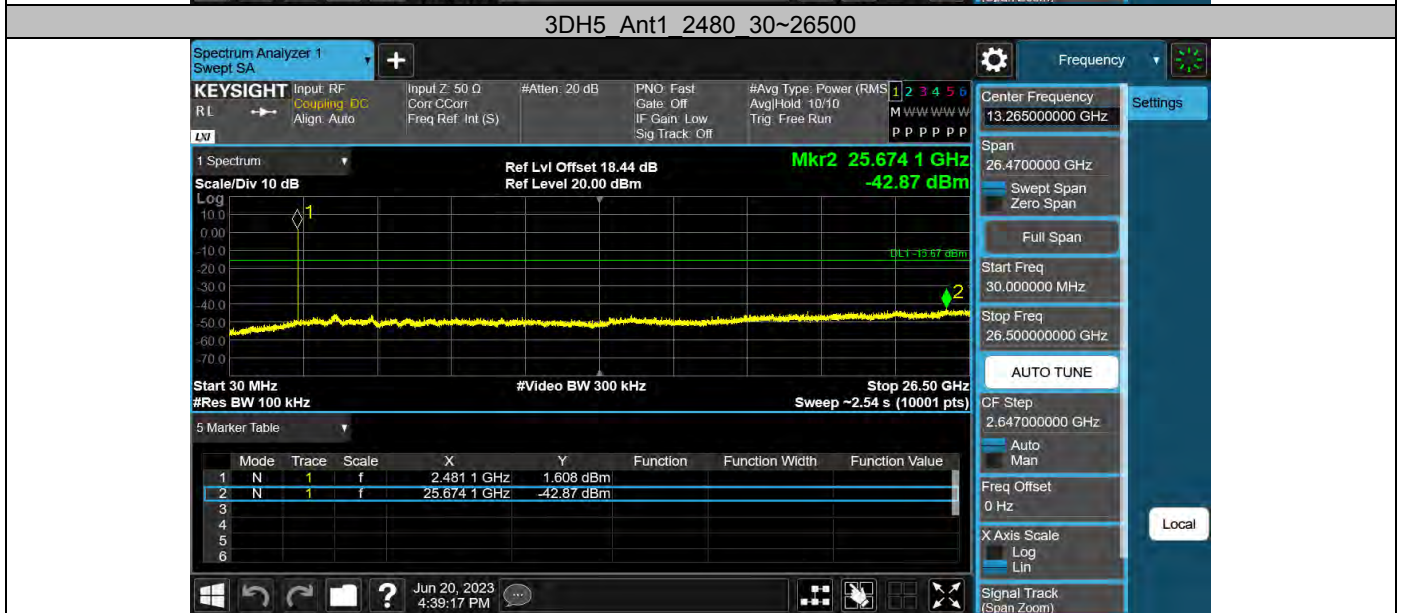 3DH5_Ant1_2480_30~26500
Spectrum Analyzer 1
Swept SA
+
Frequency
KEYSIGHT Input: RF Input Z: 50 Ω #Atten: 20 dB PNO: Fast #Avg Type: Power (RMS 1 2 3 4 5 6
RL Coupling: DC Corr CCorr Gate: Off Avg|Hold: 10/10 M W W W W W
Align: Auto Freq Ref: Int (S) IF Gain: Low Trig: Free Run
LXI Sig Track: Off P P P P P P
Center Frequency
13.265000000 GHz
Settings
Span
26.4700000 GHz
Swept Span
Zero Span
Full Span
Start Freq
30.000000 MHz
Stop Freq
26.500000000 GHz
AUTO TUNE
CF Step
2.647000000 GHz
Auto
Man
Freq Offset
0 Hz
Local
X Axis Scale
Log
Lin
Signal Track
(Span Zoom)
1 Spectrum
Ref Lvl Offset 18.44 dB
Mkr2 25.674 1 GHz
Scale/Div 10 dB Ref Level 20.00 dBm -42.87 dBm
Log
10.0
0.00
-10.0
-20.0
-30.0
-40.0
-50.0
-60.0
-70.0
1
2
Start 30 MHz #Video BW 300 kHz Stop 26.50 GHz
#Res BW 100 kHz Sweep ~2.54 s (10001 pts)
5 Marker Table
Mode Trace Scale X Y Function Function Width Function Value
1 N 1 f 2.481 1 GHz 1.608 dBm
2 N 1 f 25.674 1 GHz -42.87 dBm
3
4
5
6
? Jun 20, 2023
4:39:17 PM